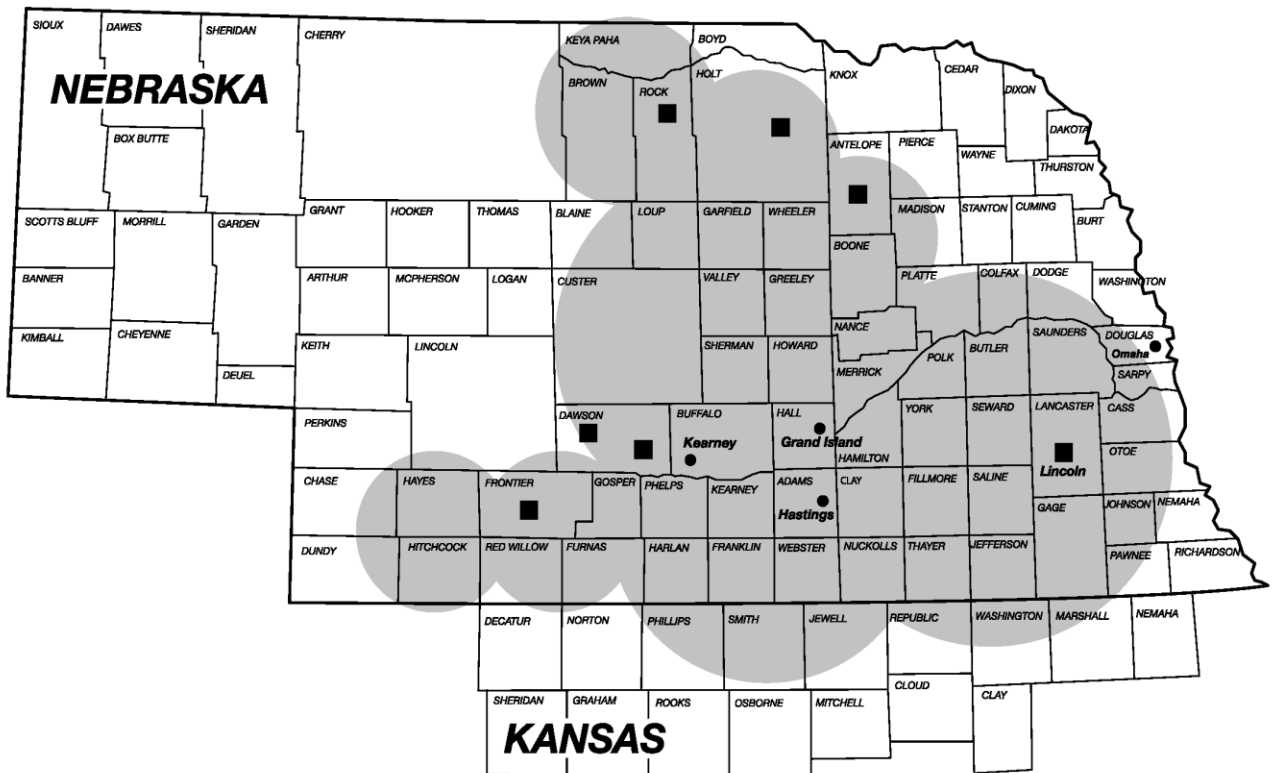 SIOUX
DAWES
SHERIDAN
CHERRY
KEYA PAHA
BOYD
NEBRASKA
BROWN
ROCK
HOLT
KNOX
CEDAR
DIXON
DAKOTA
BOX BUTTE
ANTELOPE
PIERCE
WAYNE
THURSTON
SCOTTS BLUFF
MORRILL
GARDEN
GRANT
HOOKER
THOMAS
BLAINE
LOUP
GARFIELD
WHEELER
MADISON
STANTON
CUMING
BURT
BOONE
BANNER
ARTHUR
MCPHERSON
LOGAN
CUSTER
VALLEY
GREELEY
PLATTE
COLFAX
DODGE
WASHINGTON
KIMBALL
CHEYENNE
KEITH
LINCOLN
SHERMAN
HOWARD
NANCE
MERRICK
POLK
BUTLER
SAUNDERS
DOUGLAS
Omaha
DEUEL
SARPY
PERKINS
DAWSON
BUFFALO
Kearney
HALL
Grand Island
HAMILTON
YORK
SEWARD
LANCASTER
Lincoln
CASS
OTOE
CHASE
HAYES
FRONTIER
GOSPER
PHELPS
KEARNEY
ADAMS
Hastings
CLAY
FILLMORE
SALINE
GAGE
JOHNSON
NEMAHA
DUNDY
HITCHCOCK
RED WILLOW
FURNAS
HARLAN
FRANKLIN
WEBSTER
NUCKOLLS
THAYER
JEFFERSON
PAWNEE
RICHARDSON
DECATUR
NORTON
PHILLIPS
SMITH
JEWELL
REPUBLIC
WASHINGTON
MARSHALL
NEMAHA
SHERIDAN
GRAHAM
ROOKS
OSBORNE
MITCHELL
CLOUD
CLAY
KANSAS